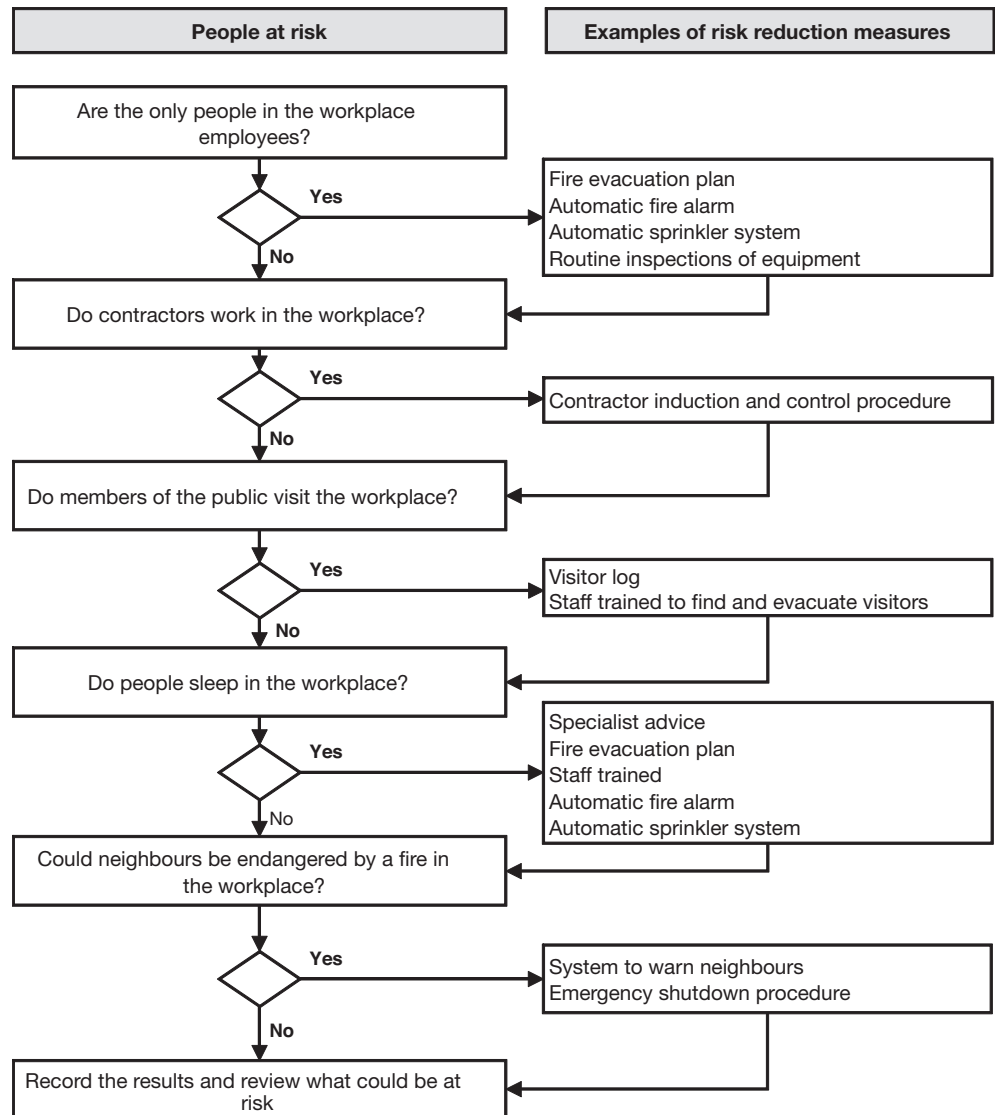 People at risk
Examples of risk reduction measures
Are the only people in the workplace
employees?
Yes
Fire evacuation plan
Automatic fire alarm
Automatic sprinkler system
Routine inspections of equipment
No
Do contractors work in the workplace?
Yes
Contractor induction and control procedure
No
Do members of the public visit the workplace?
Yes
Visitor log
Staff trained to find and evacuate visitors
No
Do people sleep in the workplace?
Yes
Specialist advice
Fire evacuation plan
Staff trained
Automatic fire alarm
Automatic sprinkler system
No
Could neighbours be endangered by a fire in
the workplace?
Yes
System to warn neighbours
Emergency shutdown procedure
No
Record the results and review what could be at
risk